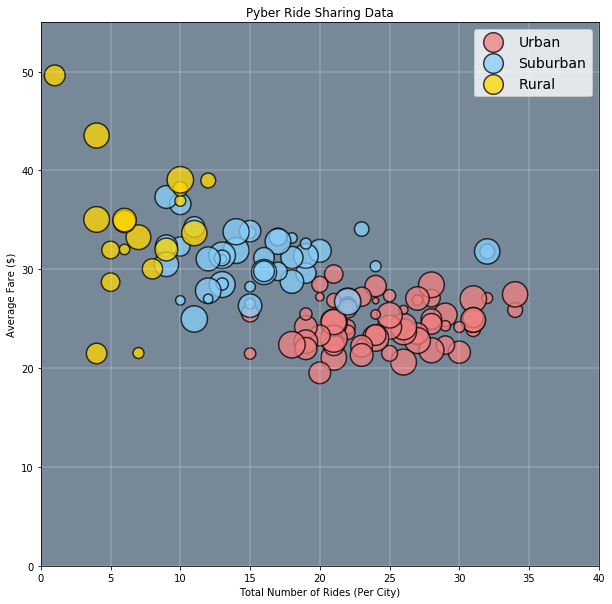 Pyber Ride Sharing Data
Urban
Suburban
Rural
50
40
30
20
10
0
Average Fare ($)
0 5 10 15 20 25 30 35 40
Total Number of Rides (Per City)